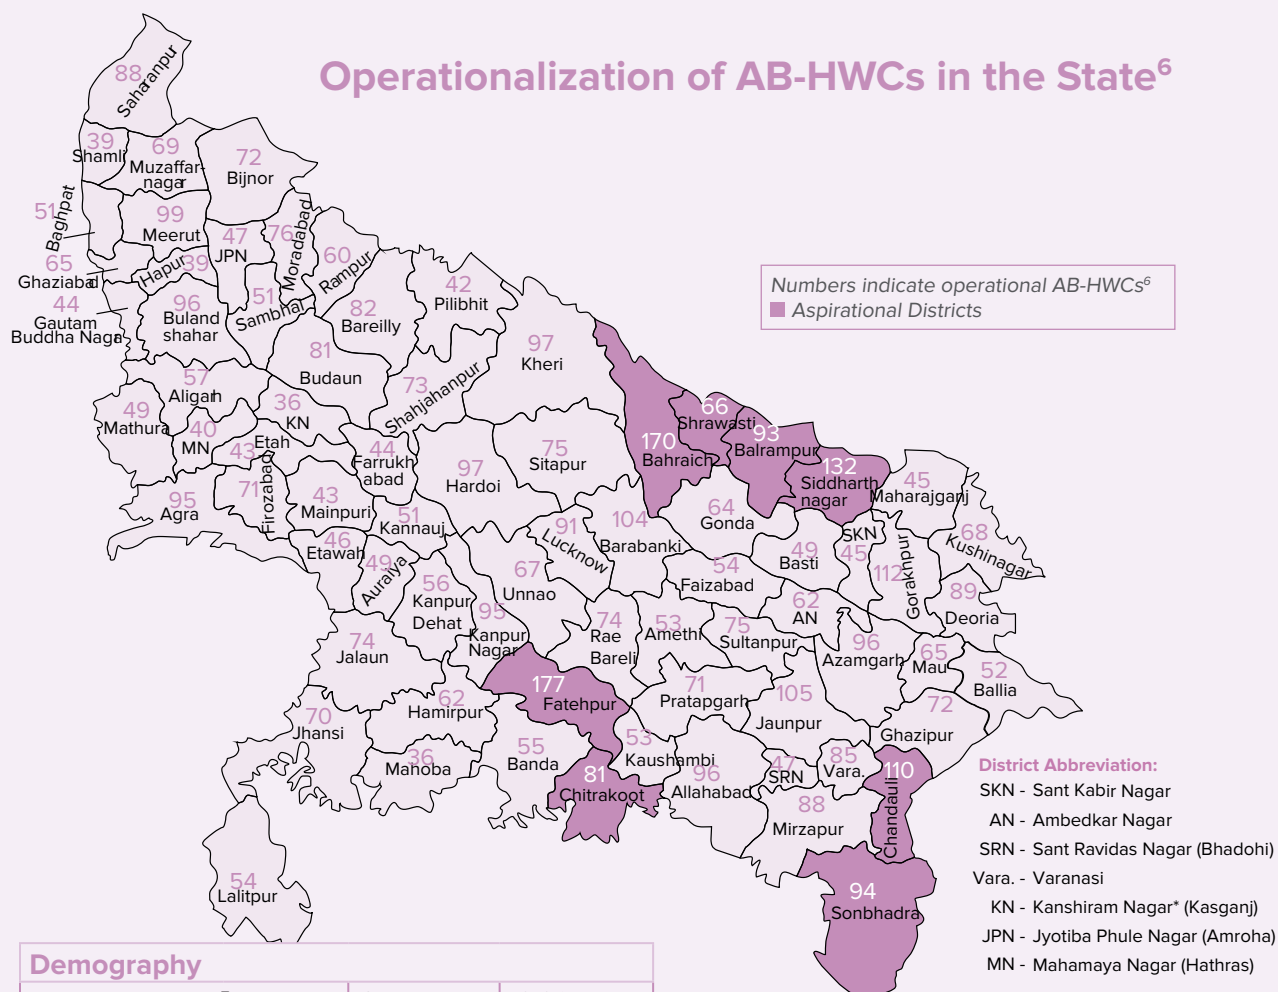 Operationalization of AB-HWCs in the State6
88
Saharanpur
39
Shamli
69
Muzaffar-
nagar
72
Bijnor
51
Baghpat
99
Meerut
47
JPN
76
Moradabad
60
Rampur
65
Ghaziabad
Hapur
39
44
Gautam
Buddha Nagar
96
Buland
shahar
51
Sambhal
82
Bareilly
42
Pilibhit
Numbers indicate operational AB-HWCs6
Aspirational Districts
81
Budaun
73
Shahjahanpur
97
Kheri
57
Aligarh
49
Mathura
40
MN
36
KN
43
Etah
44
Farrukh
abad
97
Hardoi
75
Sitapur
170
Bahraich
66
Shrawasti
93
Balrampur
132
Siddharth
nagar
45
Maharajganj
95
Agra
71
Firozabad
43
Mainpuri
51
Kannauj
91
Lucknow
104
Barabanki
64
Gonda
49
Basti
SKN
45
112
Gorakhpur
68
Kushinagar
46
Etawah
49
Auraiya
56
Kanpur
Dehat
95
Kanpur
Nagar
67
Unnao
54
Faizabad
62
AN
89
Deoria
74
Jalaun
74
Rae
Bareli
53
Amethi
75
Sultanpur
96
Azamgarh
65
Mau
52
Ballia
70
Jhansi
62
Hamirpur
177
Fatehpur
71
Pratapgarh
105
Jaunpur
72
Ghazipur
36
Mahoba
55
Banda
81
Chitrakoot
53
Kaushambi
96
Allahabad
47
SRN
85
Vara.
110
Chandauli
88
Mirzapur
94
Sonbhadra
54
Lalitpur
District Abbreviation:
SKN - Sant Kabir Nagar
AN - Ambedkar Nagar
SRN - Sant Ravidas Nagar (Bhadohi)
Vara. - Varanasi
KN - Kanshiram Nagar* (Kasganj)
JPN - Jyotiba Phule Nagar (Amroha)
MN - Mahamaya Nagar (Hathras)
Demography